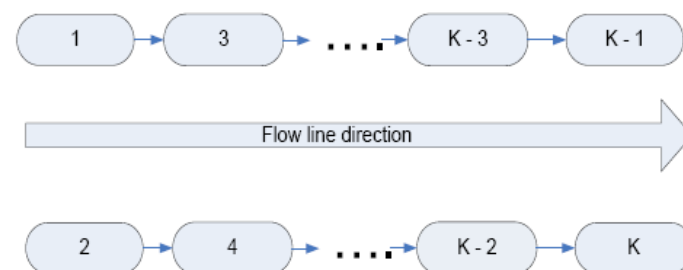 1 3 .... K - 3 K - 1
Flow line direction
2 4 .... K - 2 K